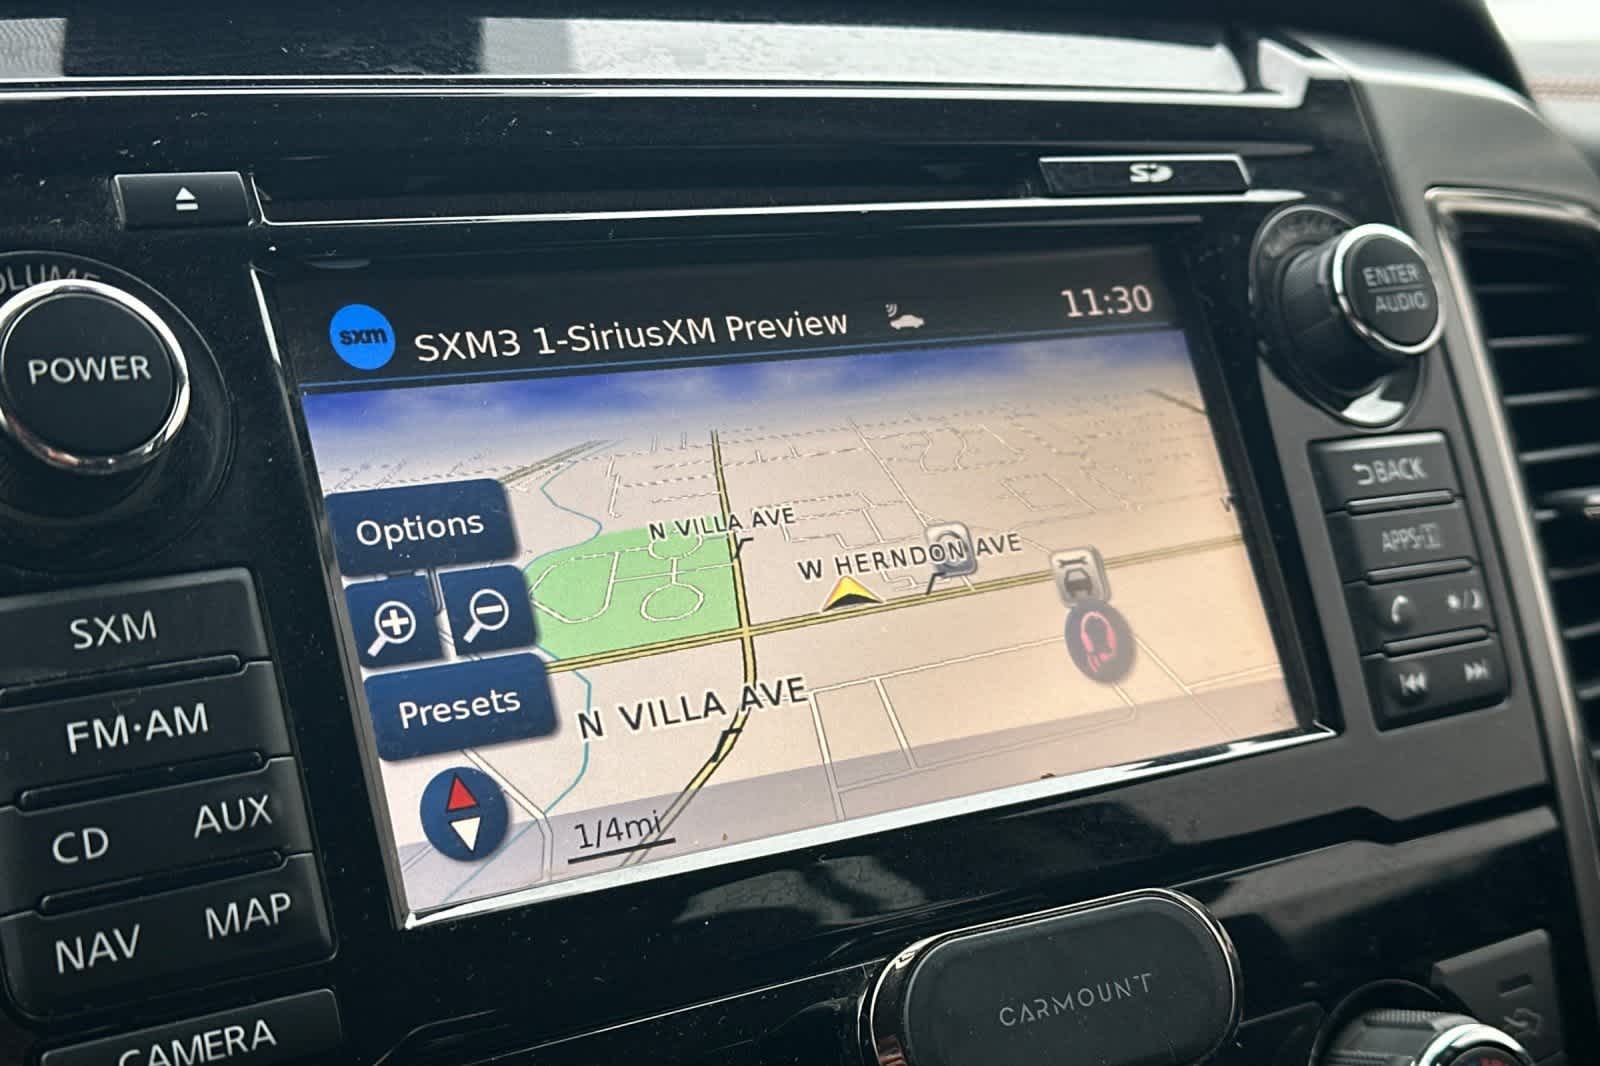 SD
VOLUME
POWER
ENTER
AUDIO
sxm
SXM3 1-SiriusXM Preview
11:30
BACK
APPS
Options
N VILLA AVE
W HERNDON AVE
Presets
N VILLA AVE
1/4mi
SXM
FM·AM
CD
AUX
NAV
MAP
CAMERA
CARMOUNT